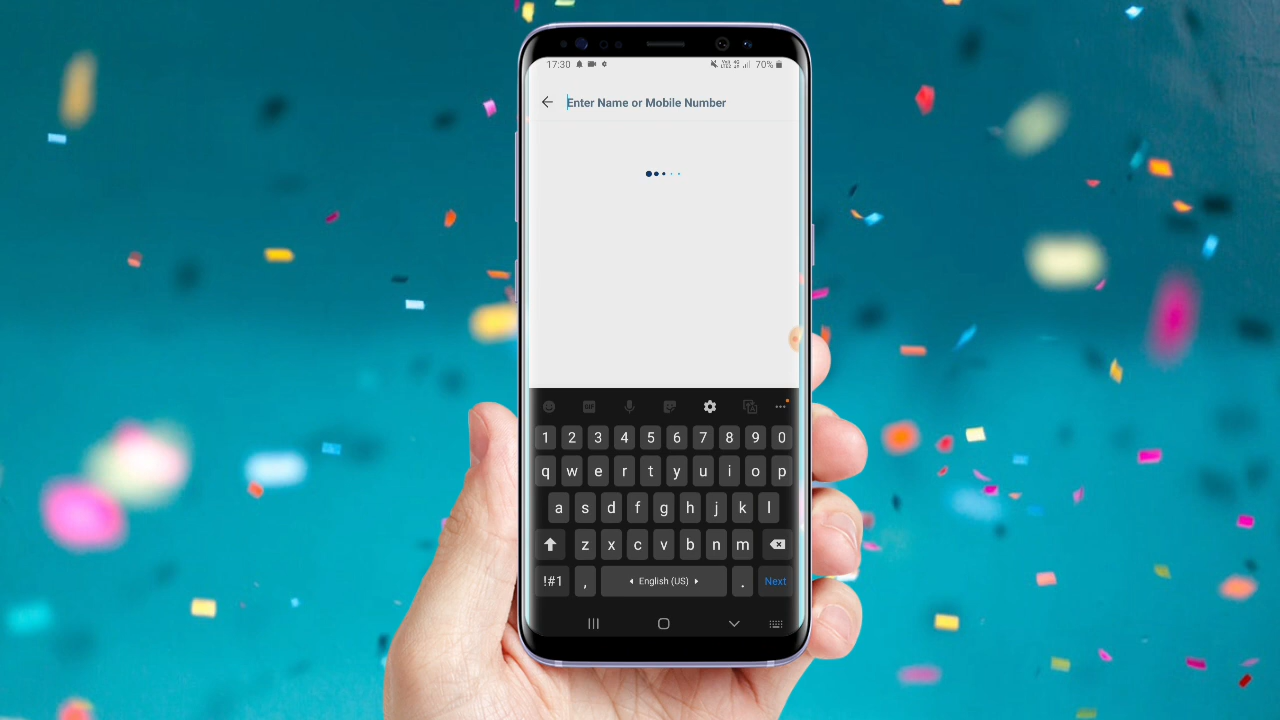 17:30 70%
Enter Name or Mobile Number
GIF
1 2 3 4 5 6 7 8 9 0
q w e r t y u i o p
a s d f g h j k l
z x c v b n m
!#1 , English (US) . Next